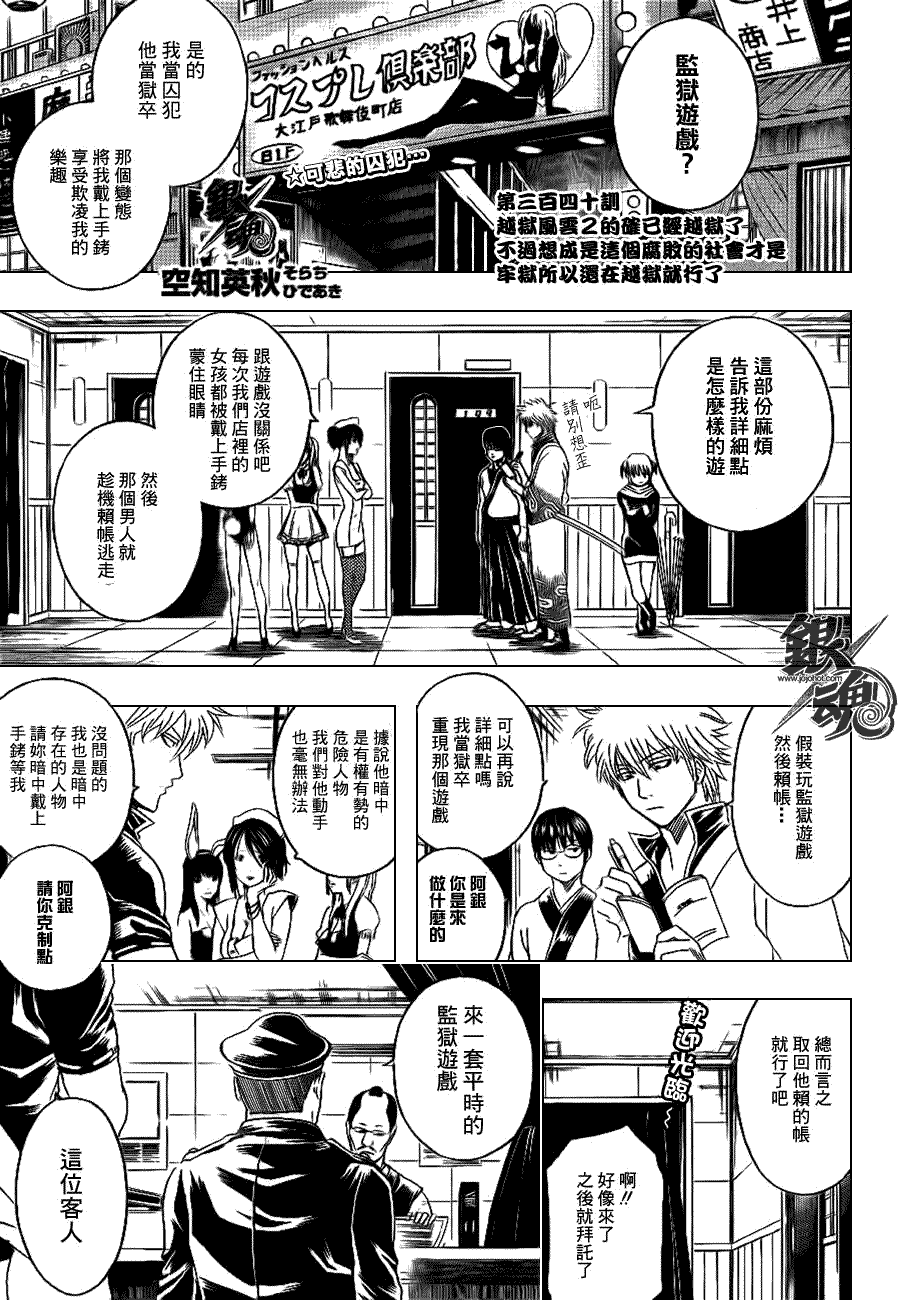 監獄遊戲?
是的
我當囚犯
他當獄卒
那個變態
將我戴上手銬
享受欺凌我的
樂趣
井上
商店
ファッションヘルス
コスプレ倶楽部
大江戸歌舞伎町店
B1F
☆可悲的囚犯…
銀魂
空知英秋
そらち
ひであき
第三百四十訓
越獄風雲2的確已經越獄了
不過想成是這個腐敗的社會才是
牢獄所以還在越獄就行了
這部份麻煩
告訴我詳細點
是怎麼樣的遊
呃
請別想歪
跟遊戲沒關係吧
每次我們店裡的
女孩都被戴上手銬
蒙住眼睛
然後
那個男人就
趁機賴帳逃走
銀魂
www.jojohot.com
假裝玩監獄遊戲
然後賴帳…
可以再說
詳細點嗎
我當獄卒
重現那個遊戲
阿銀
你是來
做什麼的
據說他暗中
是有權有勢的
危險人物
我們對他動手
也毫無辦法
沒問題的
我也是暗中
存在的人物
請妳暗中戴上
手銬等我
阿銀
請你克制點
總而言之
取回他賴的帳
就行了吧
歡迎光臨~
啊!!
好像來了
之後就拜託了
來一套平時的
監獄遊戲
這位客人